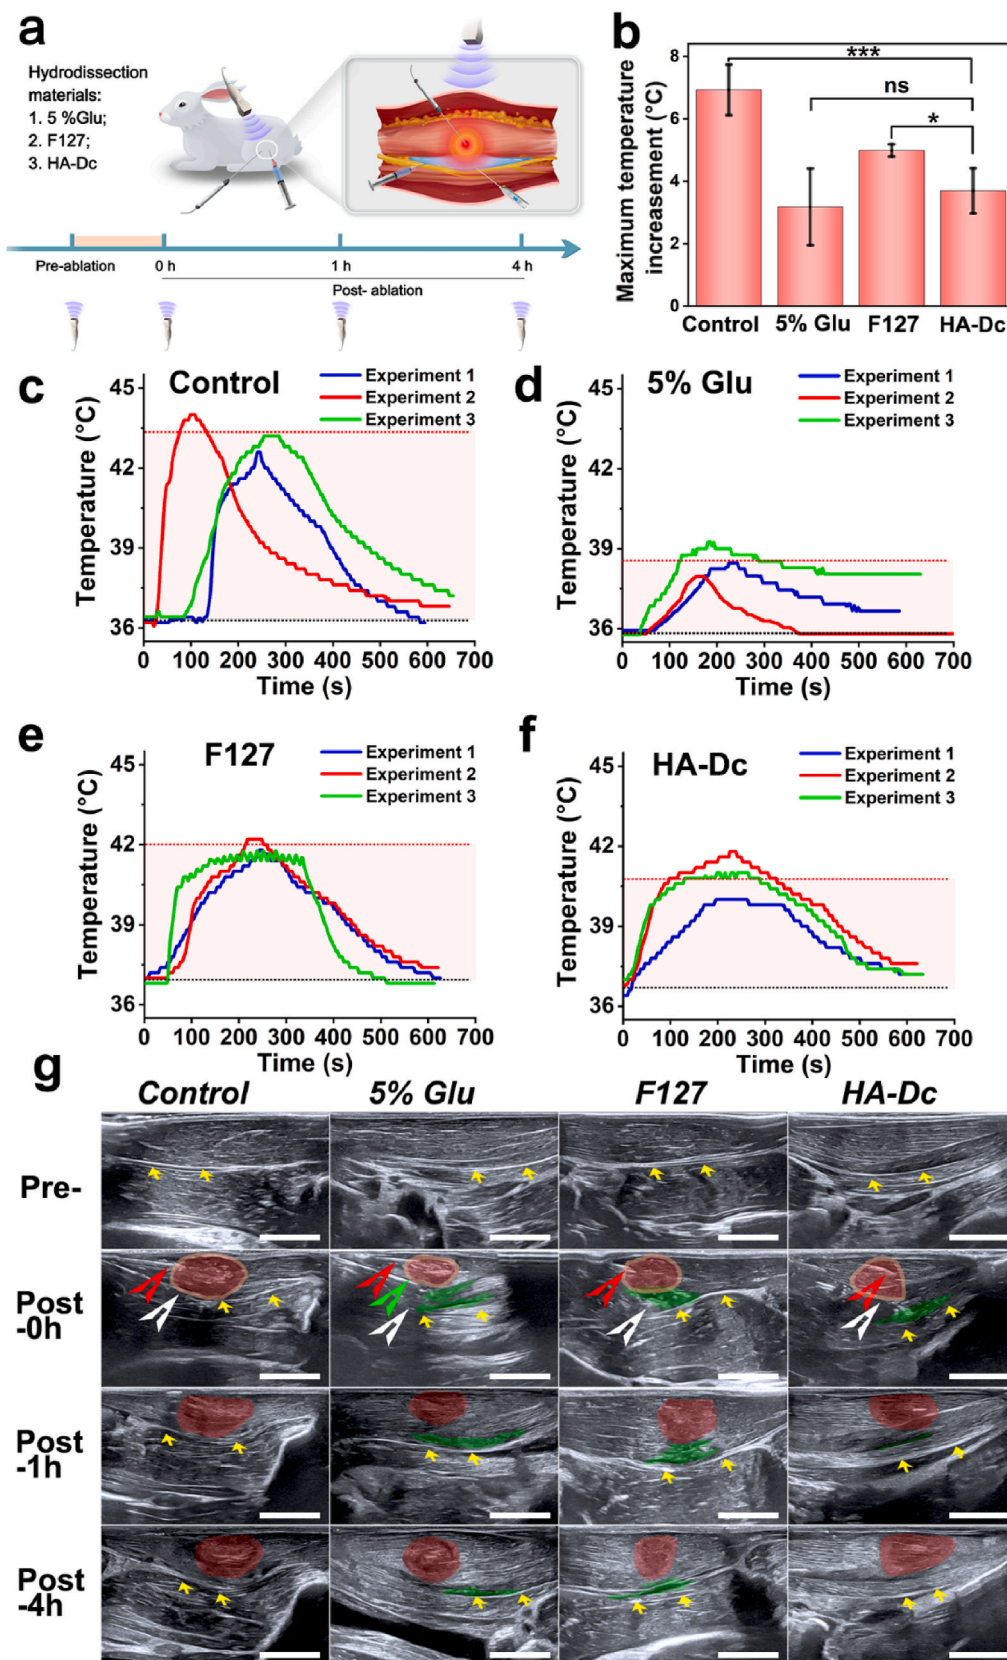 a
Hydrodissection
materials:
1. 5 %Glu;
2. F127;
3. HA-Dc
Pre-ablation
0 h
1 h
4 h
Post- ablation
b
Maximum temperature
increasement (°C)
8
6
4
2
0
***
ns
*
Control
5% Glu
F127
HA-Dc
c
Control
Experiment 1
Experiment 2
Experiment 3
Temperature (°C)
45
42
39
36
0 100 200 300 400 500 600 700
Time (s)
d
5% Glu
Experiment 1
Experiment 2
Experiment 3
Temperature (°C)
45
42
39
36
0 100 200 300 400 500 600 700
Time (s)
e
F127
Experiment 1
Experiment 2
Experiment 3
Temperature (°C)
45
42
39
36
0 100 200 300 400 500 600 700
Time (s)
f
HA-Dc
Experiment 1
Experiment 2
Experiment 3
Temperature (°C)
45
42
39
36
0 100 200 300 400 500 600 700
Time (s)
g
Control 5% Glu F127 HA-Dc
Pre-
Post
-0h
Post
-1h
Post
-4h